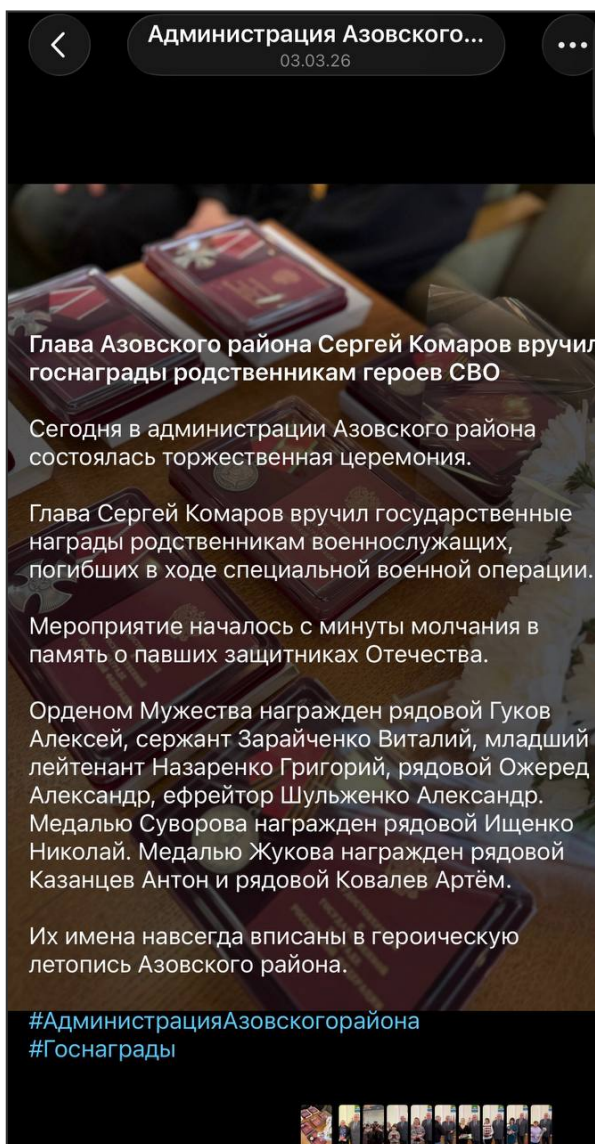 Администрация Азовского...
03.03.26
Глава Азовского района Сергей Комаров вручил
госнаграды родственникам героев СВО
Сегодня в администрации Азовского района
состоялась торжественная церемония.
Глава Сергей Комаров вручил государственные
награды родственникам военнослужащих,
погибших в ходе специальной военной операции.
Мероприятие началось с минуты молчания в
память о павших защитниках Отечества.
Орденом Мужества награжден рядовой Гуков
Алексей, сержант Зарайченко Виталий, младший
лейтенант Назаренко Григорий, рядовой Ожеред
Александр, ефрейтор Шульженко Александр.
Медалью Суворова награжден рядовой Ищенко
Николай. Медалью Жукова награжден рядовой
Казанцев Антон и рядовой Ковалев Артём.
Их имена навсегда вписаны в героическую
летопись Азовского района.
#АдминистрацияАзовскогорайона
#Госнаграды